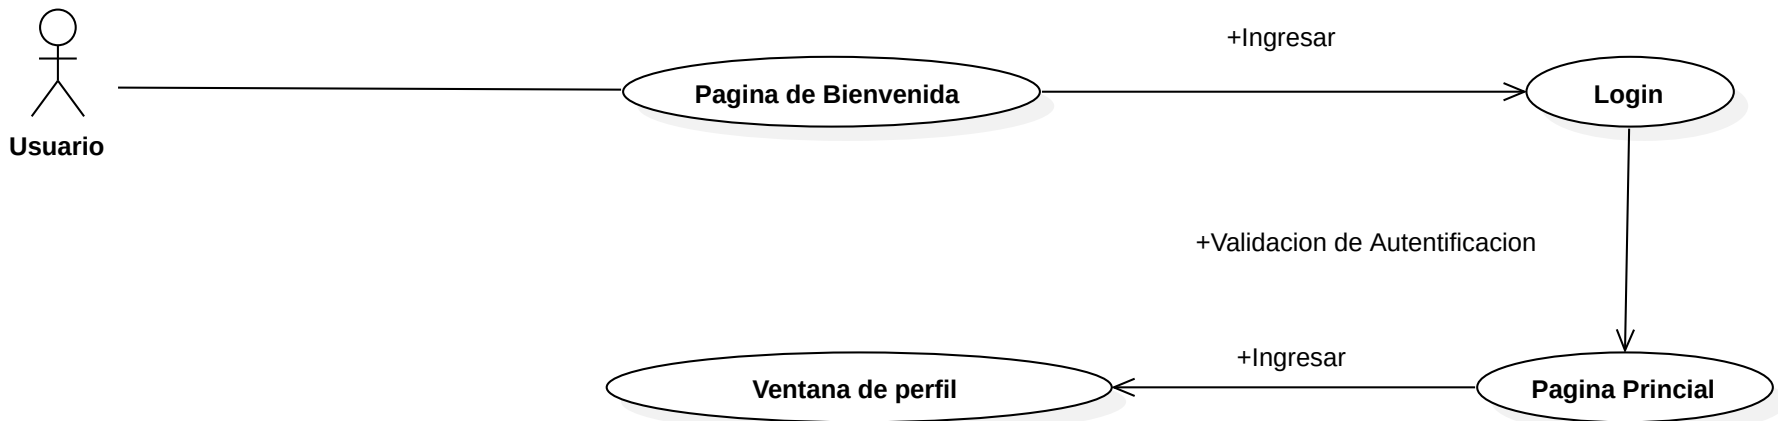 +Ingresar
Pagina de Bienvenida
Login
Usuario
+Validacion de Autentificacion
+Ingresar
Ventana de perfil
Pagina Princial